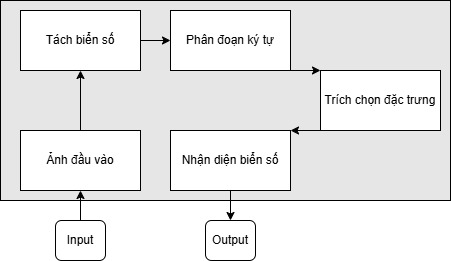 Tách biển số
Phân đoạn ký tự
Trích chọn đặc trưng
Ảnh đầu vào
Nhận diện biển số
Input
Output